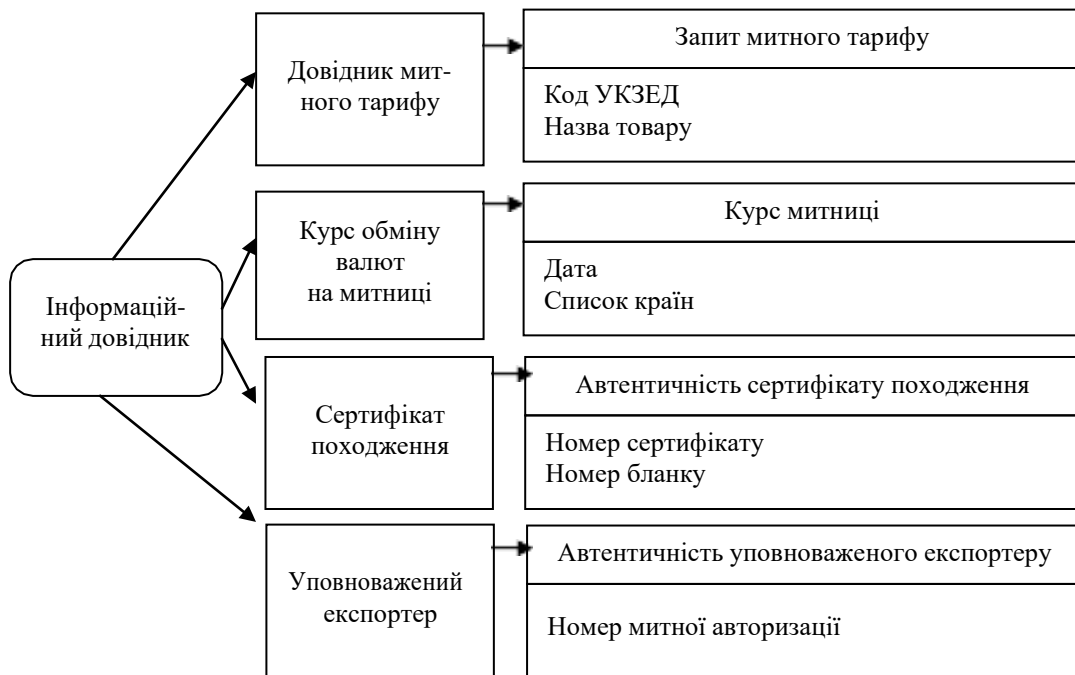 Інформацій-
ний довідник
Довідник мит-
ного тарифу
Запит митного тарифу
Код УКЗЕД
Назва товару
Курс обміну
валют
на митниці
Курс митниці
Дата
Список країн
Сертифікат
походження
Автентичність сертифікату походження
Номер сертифікату
Номер бланку
Уповноважений
експортер
Автентичність уповноваженого експортеру
Номер митної авторизації